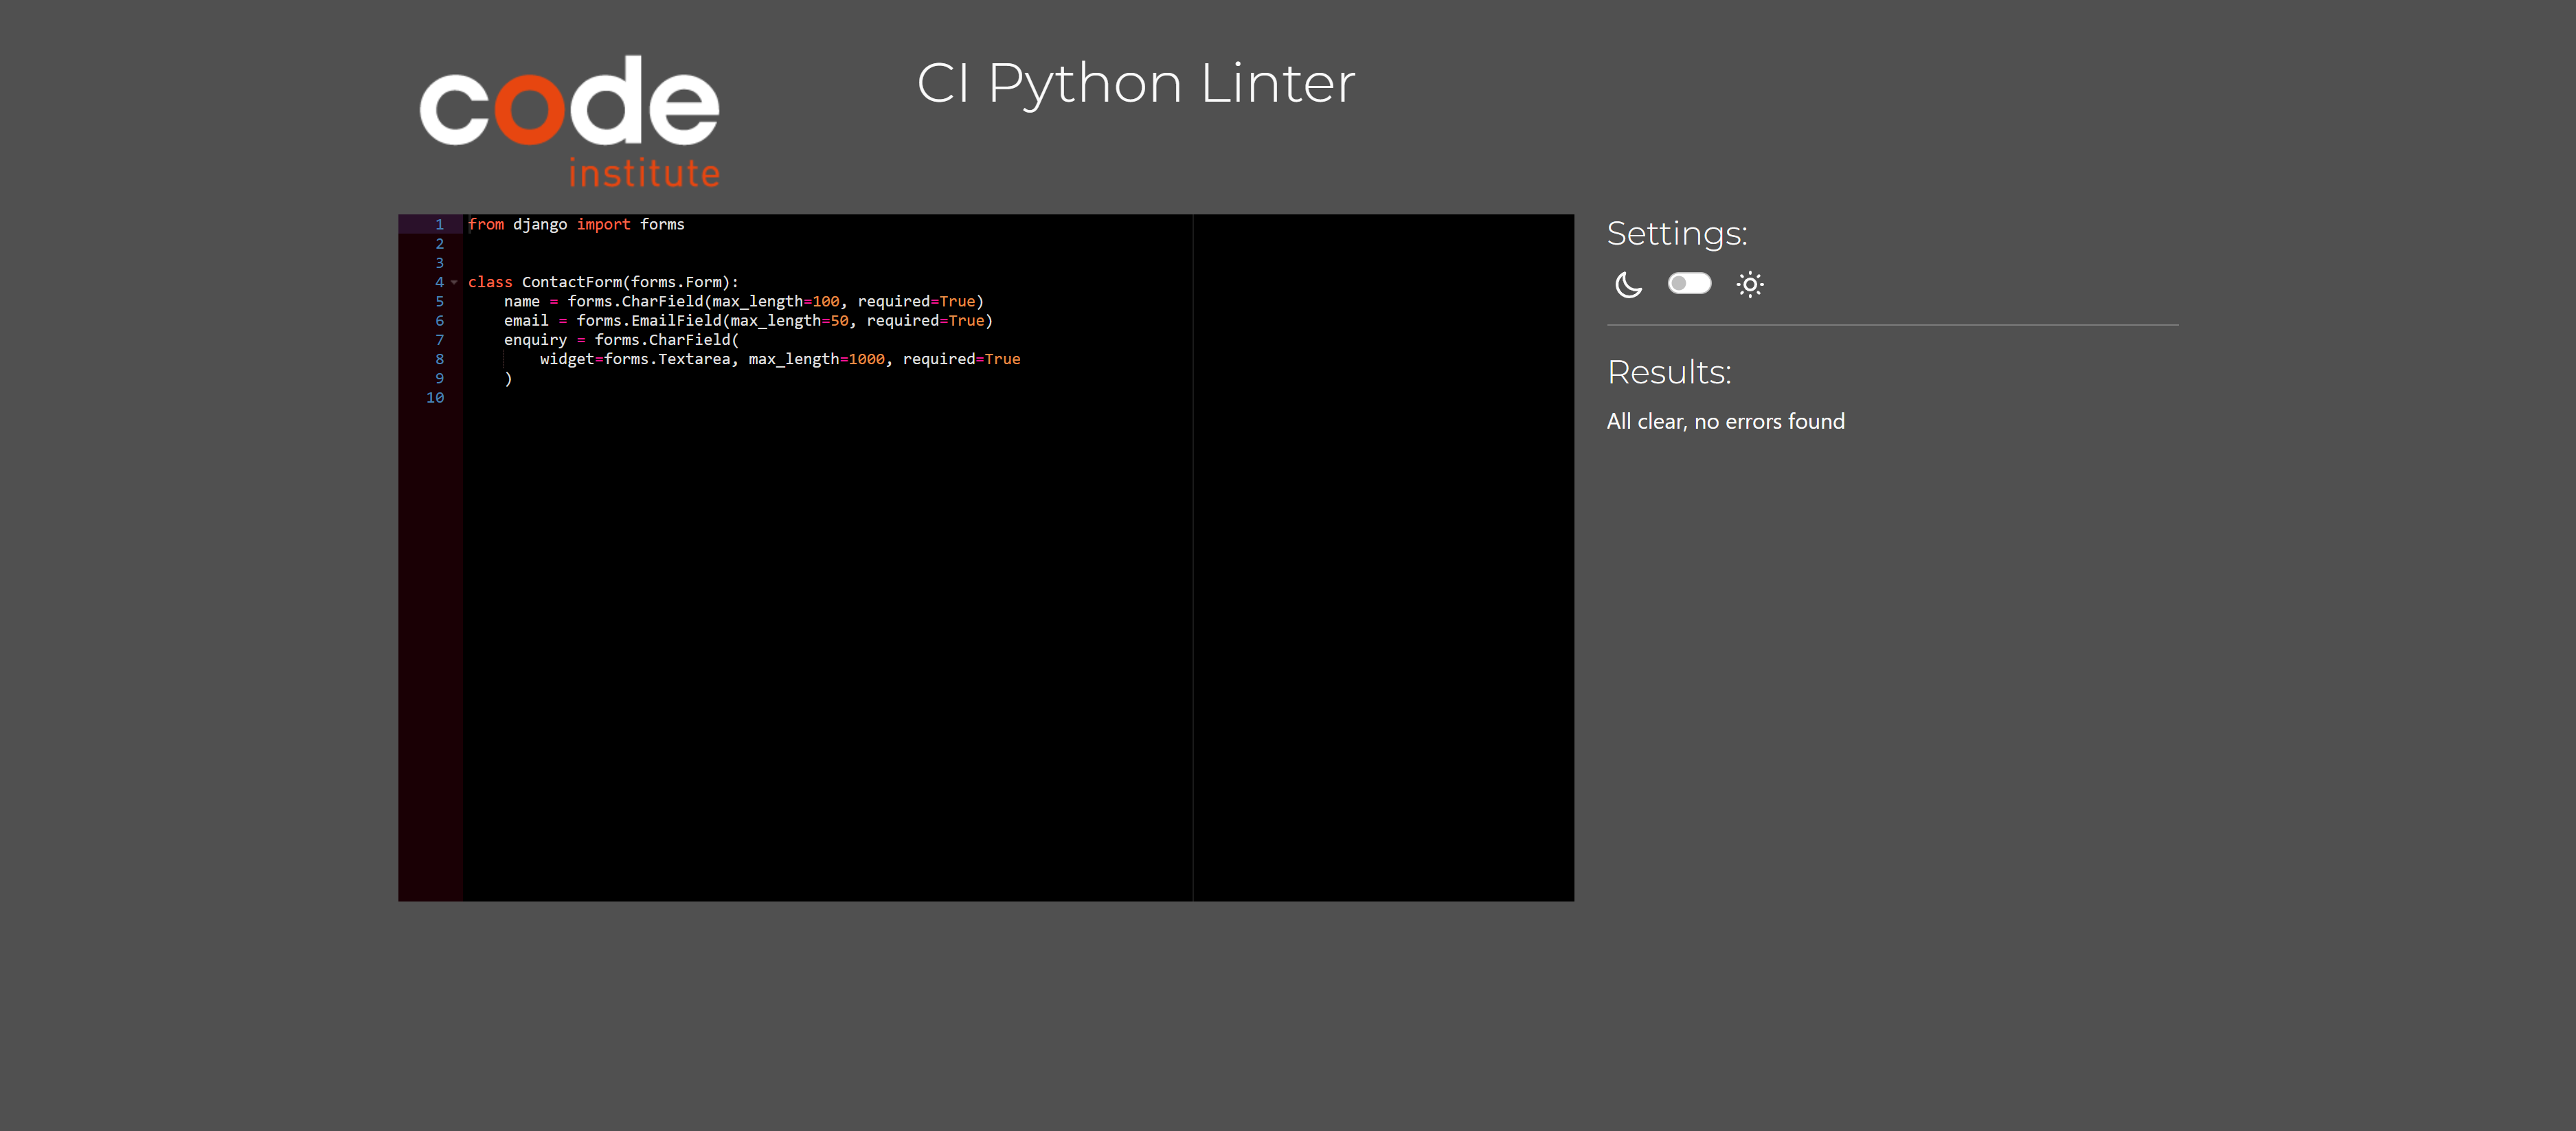 code
institute
CI Python Linter
1 from django import forms
2
3
4 class ContactForm(forms.Form):
5     name = forms.CharField(max_length=100, required=True)
6     email = forms.EmailField(max_length=50, required=True)
7     enquiry = forms.CharField(
8         widget=forms.Textarea, max_length=1000, required=True
9     )
10
Settings:
Results:
All clear, no errors found